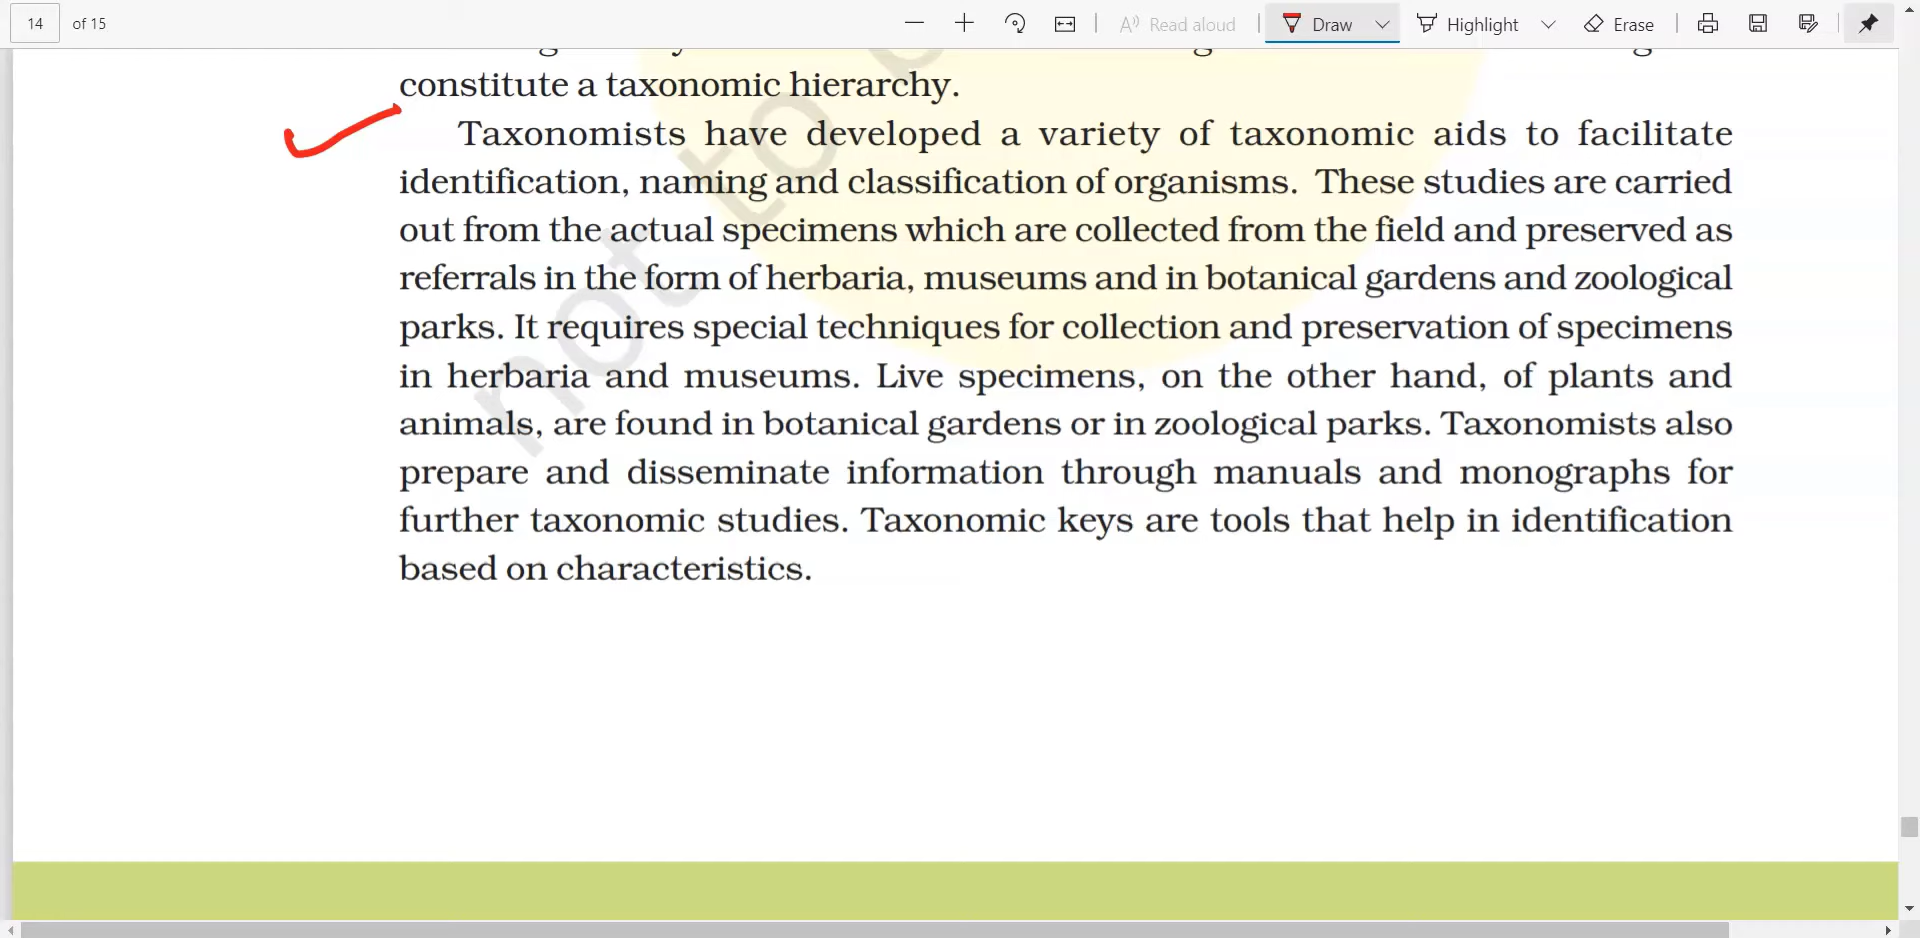 14 of 15 Read aloud Draw Highlight Erase
constitute a taxonomic hierarchy.
Taxonomists have developed a variety of taxonomic aids to facilitate
identification, naming and classification of organisms. These studies are carried
out from the actual specimens which are collected from the field and preserved as
referrals in the form of herbaria, museums and in botanical gardens and zoological
parks. It requires special techniques for collection and preservation of specimens
in herbaria and museums. Live specimens, on the other hand, of plants and
animals, are found in botanical gardens or in zoological parks. Taxonomists also
prepare and disseminate information through manuals and monographs for
further taxonomic studies. Taxonomic keys are tools that help in identification
based on characteristics.
not to